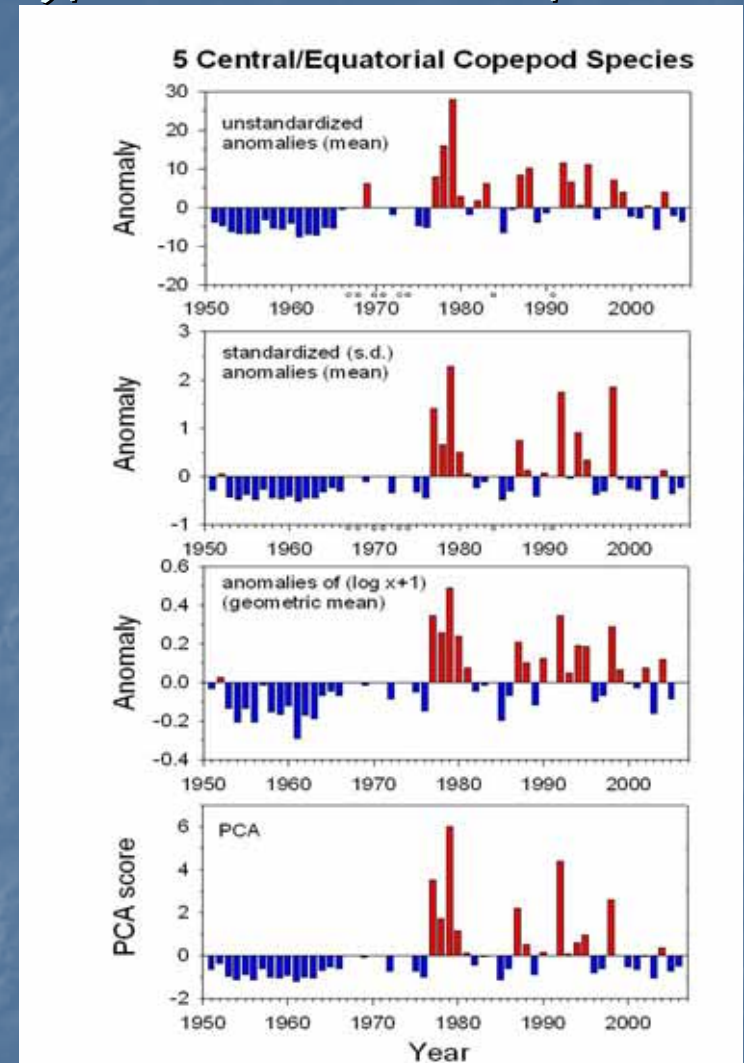 5 Central/Equatorial Copepod Species
30
20
10
0
-10
-20
Anomaly
unstandardized
anomalies (mean)
1950 1960 1970 1980 1990 2000
3
2
1
0
-1
Anomaly
standardized (s.d.)
anomalies (mean)
1950 1960 1970 1980 1990 2000
0.6
0.4
0.2
0.0
-0.2
-0.4
Anomaly
anomalies of (log x+1)
(geometric mean)
1950 1960 1970 1980 1990 2000
6
4
2
0
-2
PCA score
PCA
1950 1960 1970 1980 1990 2000
Year